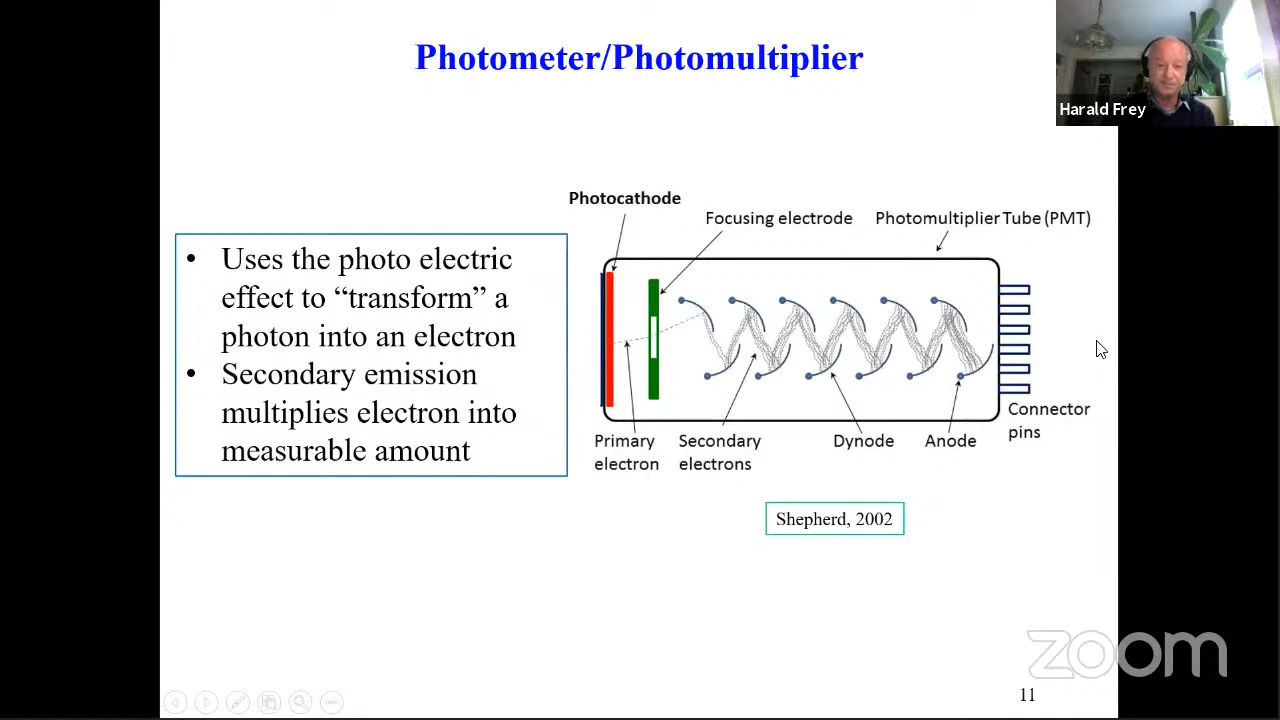 Photometer/Photomultiplier
Harald Frey
• Uses the photo electric
effect to “transform” a
photon into an electron
• Secondary emission
multiplies electron into
measurable amount
Photocathode
Focusing electrode
Photomultiplier Tube (PMT)
Primary
electron
Secondary
electrons
Dynode
Anode
Connector
pins
Shepherd, 2002
zoom
11